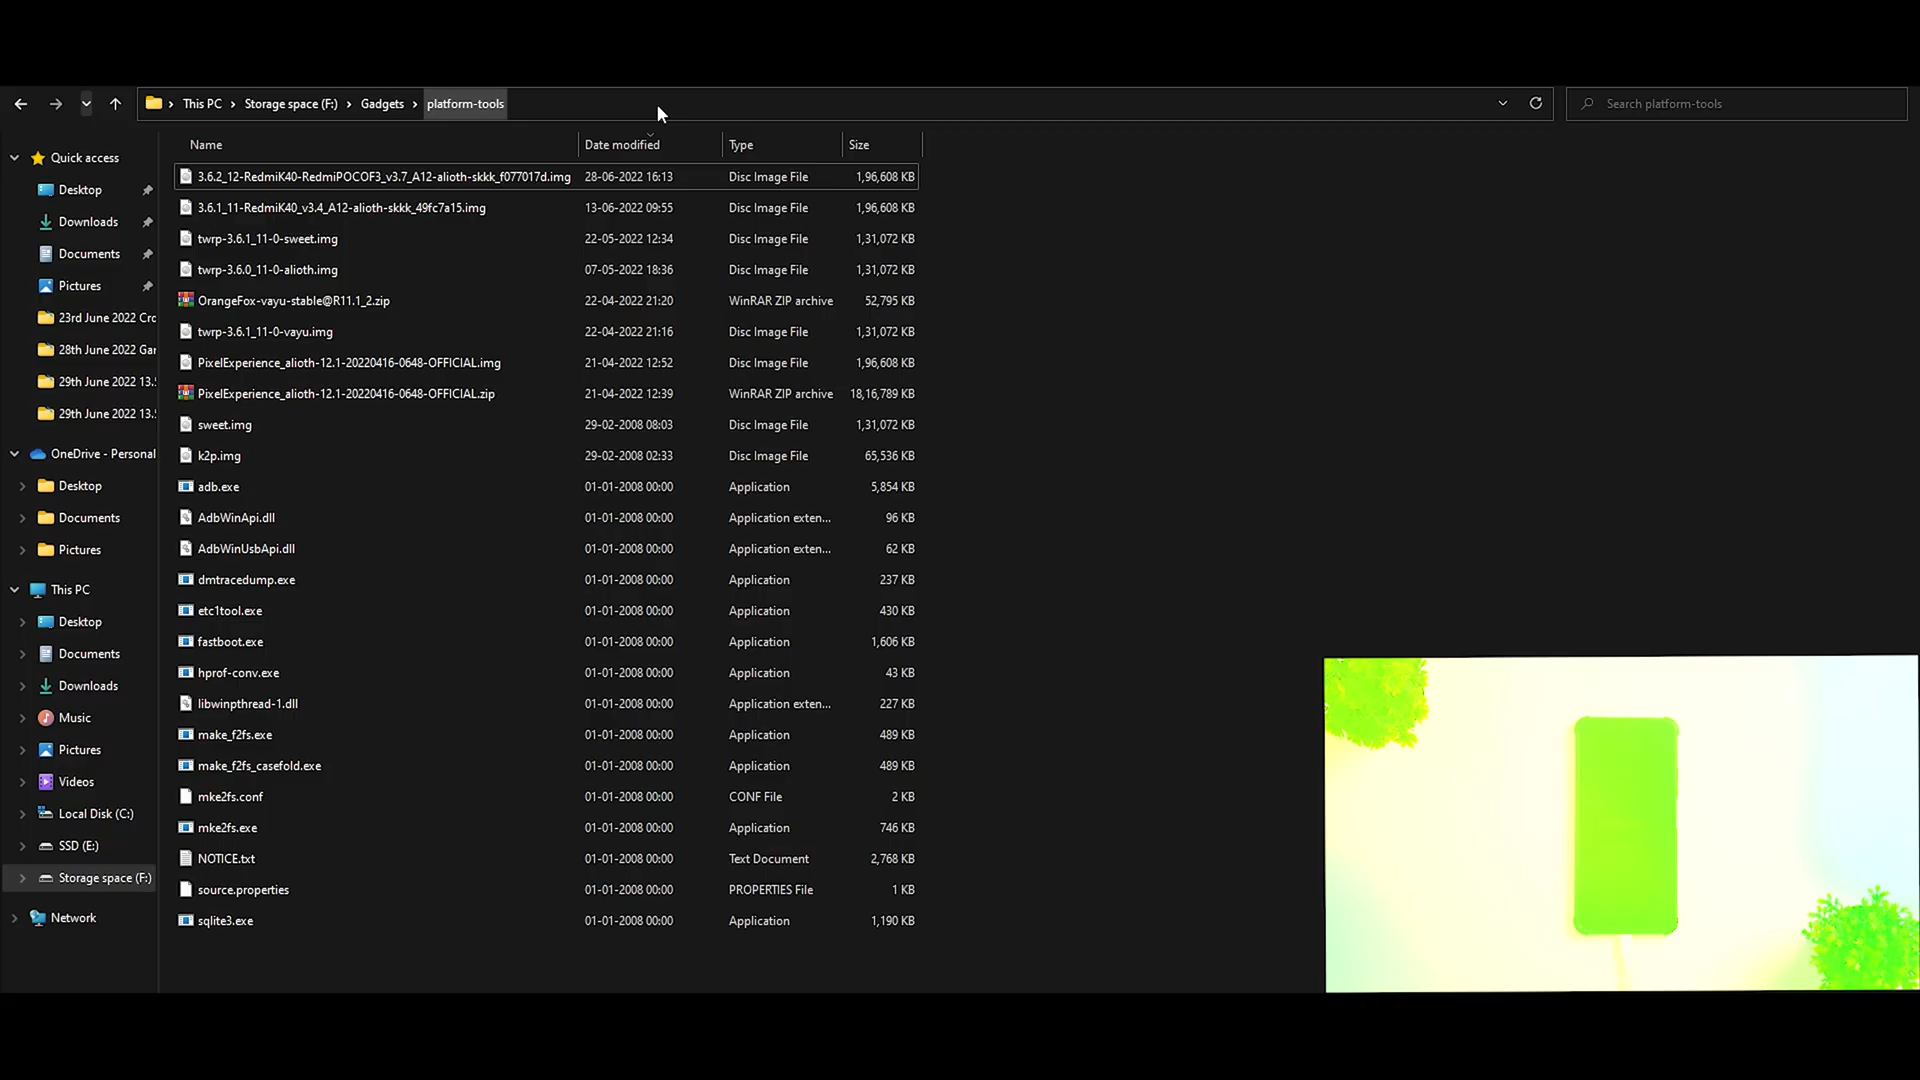 This PC > Storage space (F:) > Gadgets > platform-tools
Search platform-tools
Quick access
Desktop
Downloads
Documents
Pictures
23rd June 2022 Cro
28th June 2022 Gar
29th June 2022 13.5
29th June 2022 13.5
OneDrive - Personal
Desktop
Documents
Pictures
This PC
Desktop
Documents
Downloads
Music
Pictures
Videos
Local Disk (C:)
SSD (E:)
Storage space (F:)
Network
Name Date modified Type Size
3.6.2_12-RedmiK40-RedmiPOCOF3_v3.7_A12-alioth-skkk_f077017d.img 28-06-2022 16:13 Disc Image File 1,96,608 KB
3.6.1_11-RedmiK40_v3.4_A12-alioth-skkk_49fc7a15.img 13-06-2022 09:55 Disc Image File 1,96,608 KB
twrp-3.6.1_11-0-sweet.img 22-05-2022 12:34 Disc Image File 1,31,072 KB
twrp-3.6.0_11-0-alioth.img 07-05-2022 18:36 Disc Image File 1,31,072 KB
OrangeFox-vayu-stable@R11.1_2.zip 22-04-2022 21:20 WinRAR ZIP archive 52,795 KB
twrp-3.6.1_11-0-vayu.img 22-04-2022 21:16 Disc Image File 1,31,072 KB
PixelExperience_alioth-12.1-20220416-0648-OFFICIAL.img 21-04-2022 12:52 Disc Image File 1,96,608 KB
PixelExperience_alioth-12.1-20220416-0648-OFFICIAL.zip 21-04-2022 12:39 WinRAR ZIP archive 18,16,789 KB
sweet.img 29-02-2008 08:03 Disc Image File 1,31,072 KB
k2p.img 29-02-2008 02:33 Disc Image File 65,536 KB
adb.exe 01-01-2008 00:00 Application 5,854 KB
AdbWinApi.dll 01-01-2008 00:00 Application exten... 96 KB
AdbWinUsbApi.dll 01-01-2008 00:00 Application exten... 62 KB
dmtracedump.exe 01-01-2008 00:00 Application 237 KB
etc1tool.exe 01-01-2008 00:00 Application 430 KB
fastboot.exe 01-01-2008 00:00 Application 1,606 KB
hprof-conv.exe 01-01-2008 00:00 Application 43 KB
libwinpthread-1.dll 01-01-2008 00:00 Application exten... 227 KB
make_f2fs.exe 01-01-2008 00:00 Application 489 KB
make_f2fs_casefold.exe 01-01-2008 00:00 Application 489 KB
mke2fs.conf 01-01-2008 00:00 CONF File 2 KB
mke2fs.exe 01-01-2008 00:00 Application 746 KB
NOTICE.txt 01-01-2008 00:00 Text Document 2,768 KB
source.properties 01-01-2008 00:00 PROPERTIES File 1 KB
sqlite3.exe 01-01-2008 00:00 Application 1,190 KB